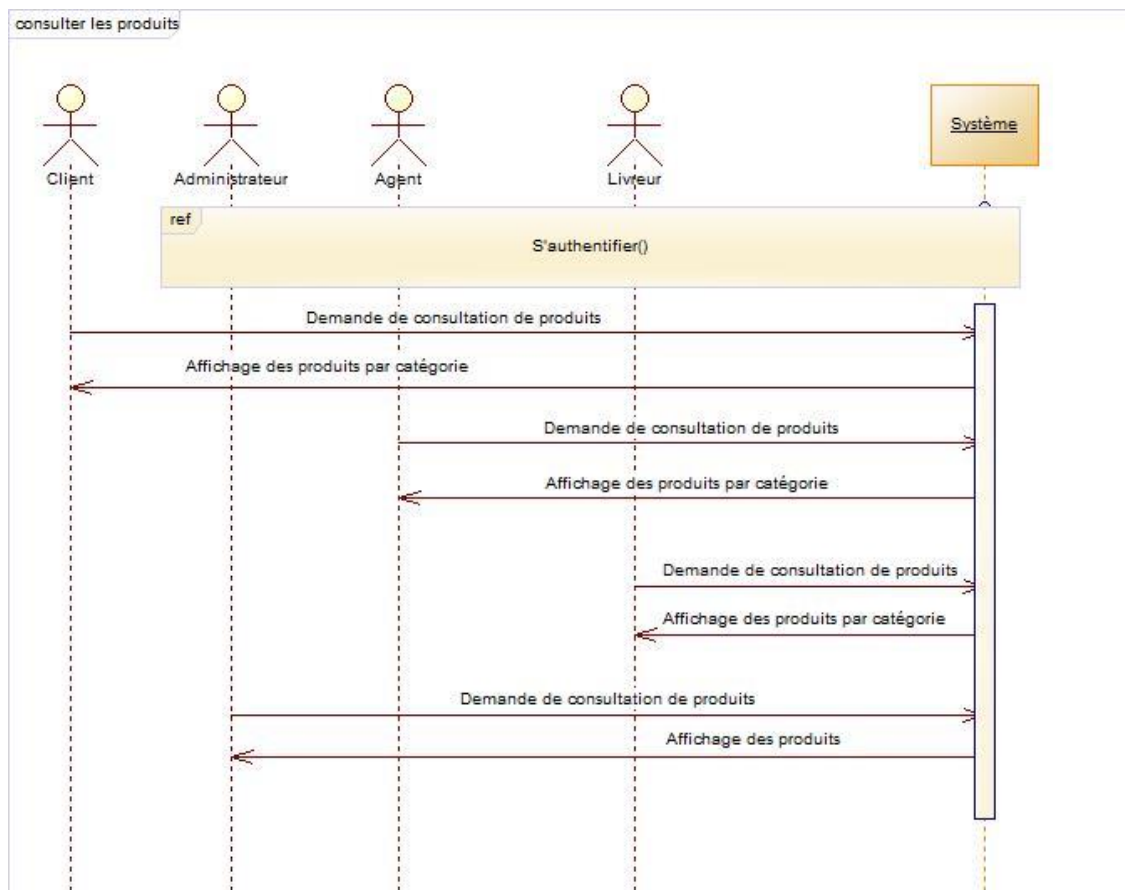 consulter les produits
Client
Administrateur
Agent
Livreur
Système
ref
S'authentifier()
Demande de consultation de produits
Affichage des produits par catégorie
Demande de consultation de produits
Affichage des produits par catégorie
Demande de consultation de produits
Affichage des produits par catégorie
Demande de consultation de produits
Affichage des produits